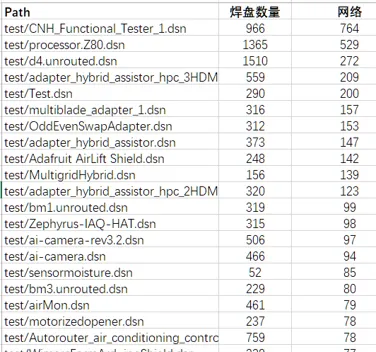 Path 焊盘数量 网络
test/CNH_Functional_Tester_1.dsn 966 764
test/processor.Z80.dsn 1365 529
test/d4.unrouted.dsn 1510 272
test/adapter_hybrid_assistor_hpc_3HDM 559 209
test/Test.dsn 290 200
test/multiblade_adapter_1.dsn 316 157
test/OddEvenSwapAdapter.dsn 312 153
test/adapter_hybrid_assistor.dsn 373 147
test/Adafruit AirLift Shield.dsn 248 142
test/MultigridHybrid.dsn 156 139
test/adapter_hybrid_assistor_hpc_2HDM 320 123
test/bm1.unrouted.dsn 319 99
test/Zephyrus-IAQ-HAT.dsn 315 98
test/ai-camera-rev3.2.dsn 506 97
test/ai-camera.dsn 466 94
test/sensormoisture.dsn 52 85
test/bm3.unrouted.dsn 229 80
test/airMon.dsn 461 79
test/motorizedopener.dsn 237 78
test/Autorouter_air_conditioning_contro 759 78